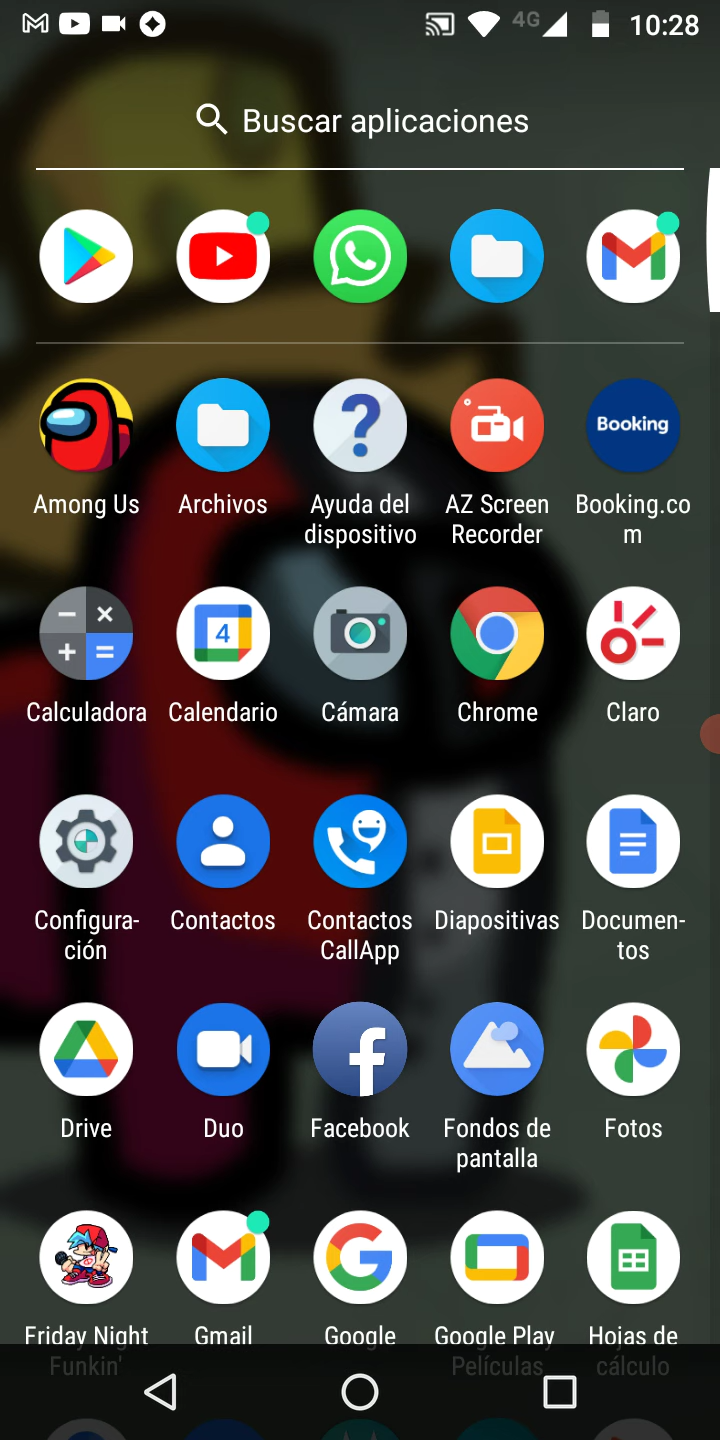 4G 10:28
Buscar aplicaciones
Among Us
Archivos
Ayuda del
dispositivo
AZ Screen
Recorder
Booking
Booking.co
m
Calculadora
4
Calendario
Cámara
Chrome
Claro
Configura-
ción
Contactos
Contactos
CallApp
Diapositivas
Documen-
tos
Drive
Duo
Facebook
Fondos de
pantalla
Fotos
Friday Night
Funkin'
Gmail
Google
Google Play
Películas
Hojas de
cálculo